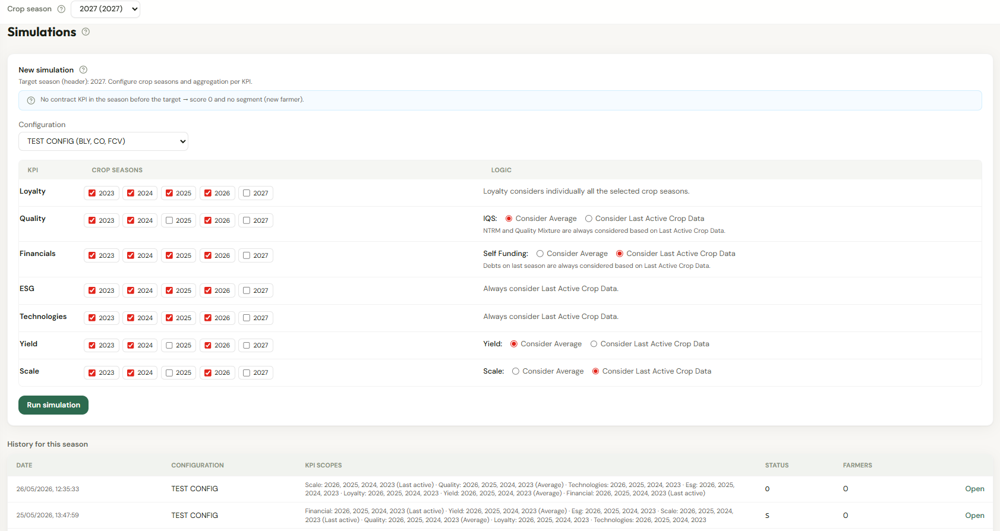 Crop season 2027 (2027)
Simulations
New simulation
Target season (header): 2027. Configure crop seasons and aggregation per KPI.
No contract KPI in the season before the target → score 0 and no segment (new farmer).
Configuration
TEST CONFIG (BLY, CO, FCV)
KPI CROP SEASONS LOGIC
Loyalty 2023 2024 2025 2026 2027 Loyalty considers individually all the selected crop seasons.
Quality 2023 2024 2025 2026 2027 IQS: Consider Average Consider Last Active Crop Data
NTRM and Quality Mixture are always considered based on Last Active Crop Data.
Financials 2023 2024 2025 2026 2027 Self Funding: Consider Average Consider Last Active Crop Data
Debts on last season are always considered based on Last Active Crop Data.
ESG 2023 2024 2025 2026 2027 Always consider Last Active Crop Data.
Technologies 2023 2024 2025 2026 2027 Always consider Last Active Crop Data.
Yield 2023 2024 2025 2026 2027 Yield: Consider Average Consider Last Active Crop Data
Scale 2023 2024 2025 2026 2027 Scale: Consider Average Consider Last Active Crop Data
Run simulation
History for this season
DATE CONFIGURATION KPI SCOPES STATUS FARMERS
26/05/2026, 12:35:33 TEST CONFIG Scale: 2026, 2025, 2024, 2023 (Last active) · Quality: 2026, 2025, 2024, 2023 (Average) · Technologies: 2026, 2025, 2024, 2023 · Esg: 2026, 2025, 0 0 Open
2024, 2023 · Loyalty: 2026, 2025, 2024, 2023 · Yield: 2026, 2025, 2024, 2023 (Average) · Financial: 2026, 2025, 2024, 2023 (Last active)
25/05/2026, 13:47:59 TEST CONFIG Financial: 2026, 2025, 2024, 2023 (Last active) · Yield: 2026, 2025, 2024, 2023 (Average) · Esg: 2026, 2025, 2024, 2023 · Scale: 2026, 2025, 2024, S 0 Open
2023 (Last active) · Quality: 2026, 2025, 2024, 2023 (Average) · Loyalty: 2026, 2025, 2024, 2023 · Technologies: 2026, 2025, 2024, 2023